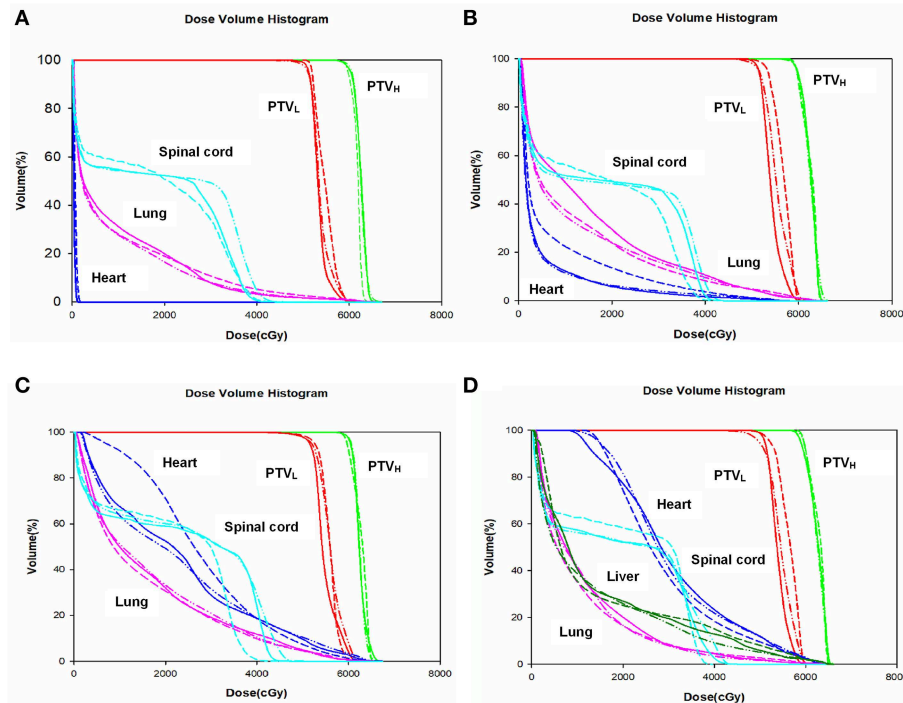 A
Dose Volume Histogram
100
80
60
40
20
0
Volume(%)
PTVL
PTVH
Spinal cord
Lung
Heart
0 2000 4000 6000 8000
Dose(cGy)
B
Dose Volume Histogram
100
80
60
40
20
0
Volume(%)
PTVL
PTVH
Spinal cord
Lung
Heart
0 2000 4000 6000 8000
Dose(cGy)
C
Dose Volume Histogram
100
80
60
40
20
0
Volume(%)
Heart
PTVL
PTVH
Spinal cord
Lung
0 2000 4000 6000 8000
Dose(cGy)
D
Dose Volume Histogram
100
80
60
40
20
0
Volume(%)
PTVL
PTVH
Heart
Spinal cord
Liver
Lung
0 2000 4000 6000 800
Dose(cGy)